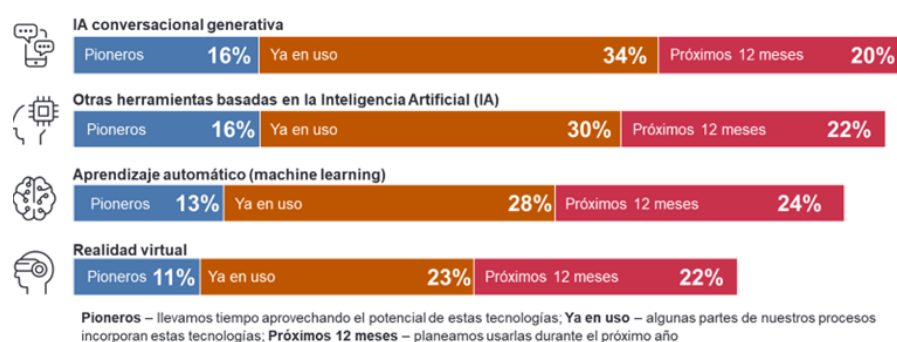 IA conversacional generativa
Pioneros 16% Ya en uso 34% Próximos 12 meses 20%
Otras herramientas basadas en la Inteligencia Artificial (IA)
Pioneros 16% Ya en uso 30% Próximos 12 meses 22%
Aprendizaje automático (machine learning)
Pioneros 13% Ya en uso 28% Próximos 12 meses 24%
Realidad virtual
Pioneros 11% Ya en uso 23% Próximos 12 meses 22%
Pioneros – llevamos tiempo aprovechando el potencial de estas tecnologías; Ya en uso – algunas partes de nuestros procesos
incorporan estas tecnologías; Próximos 12 meses – planeamos usarlas durante el próximo año